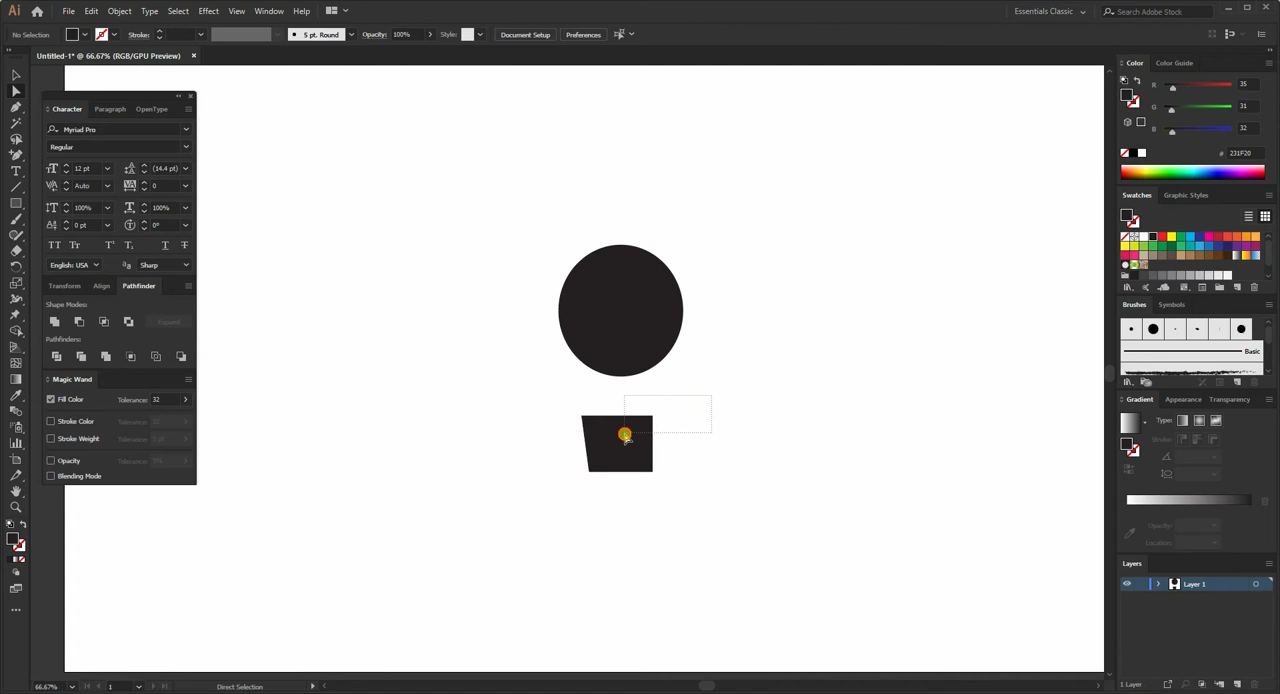 Ai File Edit Object Type Select Effect View Window Help Essentials Classic Search Adobe Stock
No Selection Stroke: 5 pt. Round Opacity: 100% Style: Document Setup Preferences
Untitled-1* @ 66.67% (RGB/GPU Preview)
Character Paragraph OpenType
Myriad Pro
Regular
12 pt (14.4 pt)
Auto 0
100% 100%
0 pt 0°
English: USA Sharp
Transform Align Pathfinder
Shape Modes:
Expand
Pathfinders:
Magic Wand
Fill Color Tolerance: 32
Stroke Color Tolerance:
Stroke Weight Tolerance:
Opacity Tolerance:
Blending Mode
Color Color Guide
R 35
G 31
B 32
# 231F20
Swatches Graphic Styles
Brushes Symbols
Basic
Gradient Appearance Transparency
Type:
Stroke:
Opacity:
Location:
Layers
Layer 1
1 Layer
66.67% 1 Direct Selection